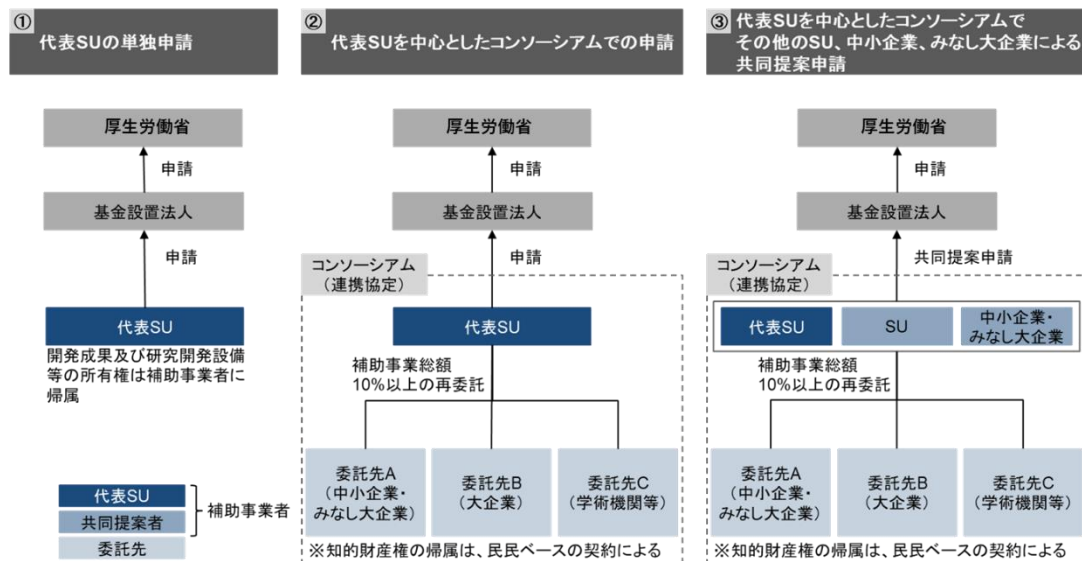 ①
代表SUの単独申請
厚生労働省
申請
基金設置法人
申請
代表SU
開発成果及び研究開発設備
等の所有権は補助事業者に
帰属
代表SU
共同提案者
補助事業者
委託先
②
代表SUを中心としたコンソーシアムでの申請
厚生労働省
申請
基金設置法人
申請
コンソーシアム
（連携協定）
代表SU
補助事業総額
10%以上の再委託
委託先A
（中小企業・
みなし大企業）
委託先B
（大企業）
委託先C
（学術機関等）
※知的財産権の帰属は、民民ベースの契約による
③
代表SUを中心としたコンソーシアムで
その他のSU、中小企業、みなし大企業による
共同提案申請
厚生労働省
申請
基金設置法人
共同提案申請
コンソーシアム
（連携協定）
代表SU
SU
中小企業・
みなし大企業
補助事業総額
10%以上の再委託
委託先A
（中小企業・
みなし大企業）
委託先B
（大企業）
委託先C
（学術機関等）
※知的財産権の帰属は、民民ベースの契約による